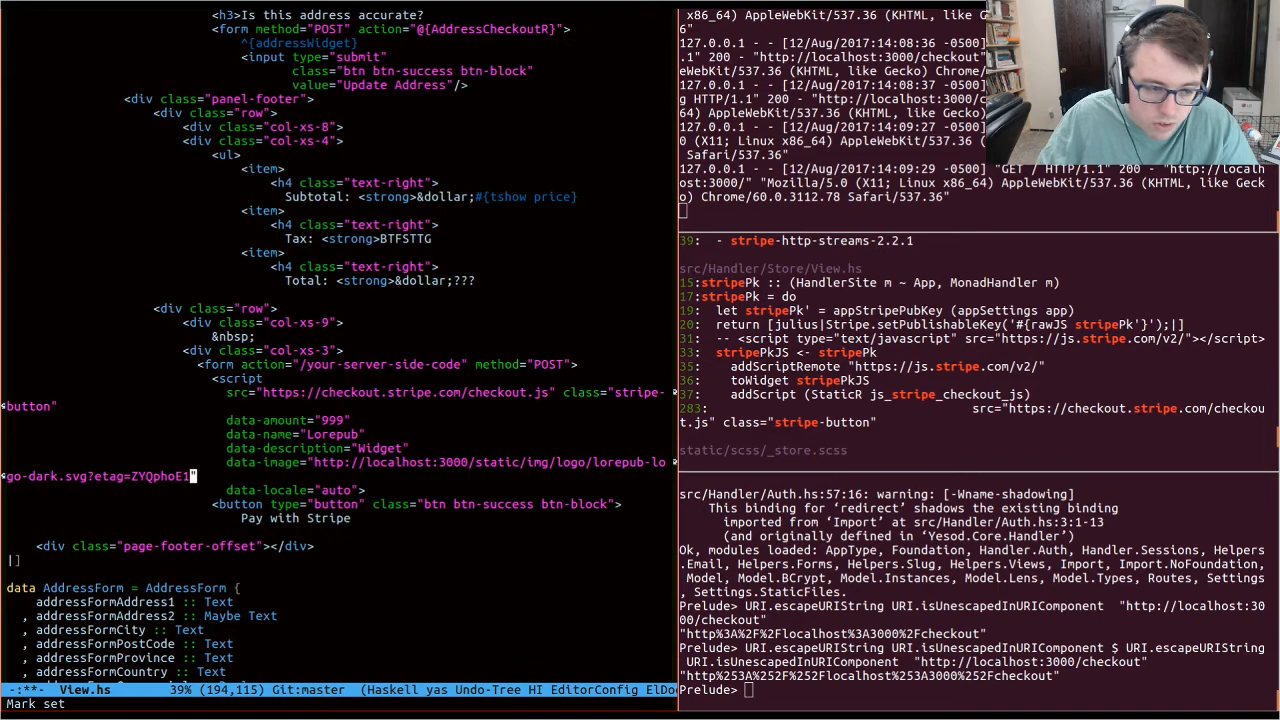 <h3>Is this address accurate?
<form method="POST" action="@{AddressCheckoutR}">
^{addressWidget}
<input type="submit"
class="btn btn-success btn-block"
value="Update Address"/>
<div class="panel-footer">
<div class="row">
<div class="col-xs-8">
<div class="col-xs-4">
<ul>
<item>
<h4 class="text-right">
Subtotal: <strong>&dollar;#{tshow price}
<item>
<h4 class="text-right">
Tax: <strong>BTFSTTG
<item>
<h4 class="text-right">
Total: <strong>&dollar;???
<div class="row">
<div class="col-xs-9">
&nbsp;
<div class="col-xs-3">
<form action="/your-server-side-code" method="POST">
<script
src="https://checkout.stripe.com/checkout.js" class="stripe-
button"
data-amount="999"
data-name="Lorepub"
data-description="Widget"
data-image="http://localhost:3000/static/img/logo/lorepub-lo
go-dark.svg?etag=ZYQphoE1"
data-locale="auto">
<button type="button" class="btn btn-success btn-block">
Pay with Stripe
<div class="page-footer-offset"></div>
|]
data AddressForm = AddressForm {
addressFormAddress1 :: Text
, addressFormAddress2 :: Maybe Text
, addressFormCity :: Text
, addressFormPostCode :: Text
, addressFormProvince :: Text
, addressFormCountry :: Text
-:**- View.hs 39% (194,115) Git:master (Haskell yas Undo-Tree HI EditorConfig ElDo
Mark set
x86_64) AppleWebKit/537.36 (KHTML, like G
6"
127.0.0.1 - - [12/Aug/2017:14:08:36 -0500]
.1" 200 - "http://localhost:3000/checkout"
eWebKit/537.36 (KHTML, like Gecko) Chrome/
127.0.0.1 - - [12/Aug/2017:14:08:37 -0500]
g HTTP/1.1" 200 - "http://localhost:3000/c
64) AppleWebKit/537.36 (KHTML, like Gecko)
127.0.0.1 - - [12/Aug/2017:14:09:27 -0500]
0 (X11; Linux x86_64) AppleWebKit/537.36 (
Safari/537.36"
127.0.0.1 - - [12/Aug/2017:14:09:29 -0500] "GET / HTTP/1.1" 200 - "http://localh
ost:3000/" "Mozilla/5.0 (X11; Linux x86_64) AppleWebKit/537.36 (KHTML, like Geck
o) Chrome/60.0.3112.78 Safari/537.36"
39: - stripe-http-streams-2.2.1
src/Handler/Store/View.hs
15:stripePk :: (HandlerSite m ~ App, MonadHandler m)
17:stripePk = do
19: let stripePk' = appStripePubKey (appSettings app)
20: return [julius|Stripe.setPublishableKey('#{rawJS stripePk'}');|]
31: -- <script type="text/javascript" src="https://js.stripe.com/v2/"></script>
33: stripePkJS <- stripePk
35: addScriptRemote "https://js.stripe.com/v2/"
36: toWidget stripePkJS
37: addScript (StaticR js_stripe_checkout_js)
283: src="https://checkout.stripe.com/checkou
t.js" class="stripe-button"
static/scss/_store.scss
src/Handler/Auth.hs:57:16: warning: [-Wname-shadowing]
This binding for ‘redirect’ shadows the existing binding
imported from ‘Import’ at src/Handler/Auth.hs:3:1-13
(and originally defined in ‘Yesod.Core.Handler’)
Ok, modules loaded: AppType, Foundation, Handler.Auth, Handler.Sessions, Helpers
.Email, Helpers.Forms, Helpers.Slug, Helpers.Views, Import, Import.NoFoundation,
Model, Model.BCrypt, Model.Instances, Model.Lens, Model.Types, Routes, Settings
, Settings.StaticFiles.
Prelude> URI.escapeURIString URI.isUnescapedInURIComponent "http://localhost:30
00/checkout"
"http%3A%2F%2Flocalhost%3A3000%2Fcheckout"
Prelude> URI.escapeURIString URI.isUnescapedInURIComponent $ URI.escapeURIString
URI.isUnescapedInURIComponent "http://localhost:3000/checkout"
"http%253A%252F%252Flocalhost%253A3000%252Fcheckout"
Prelude>